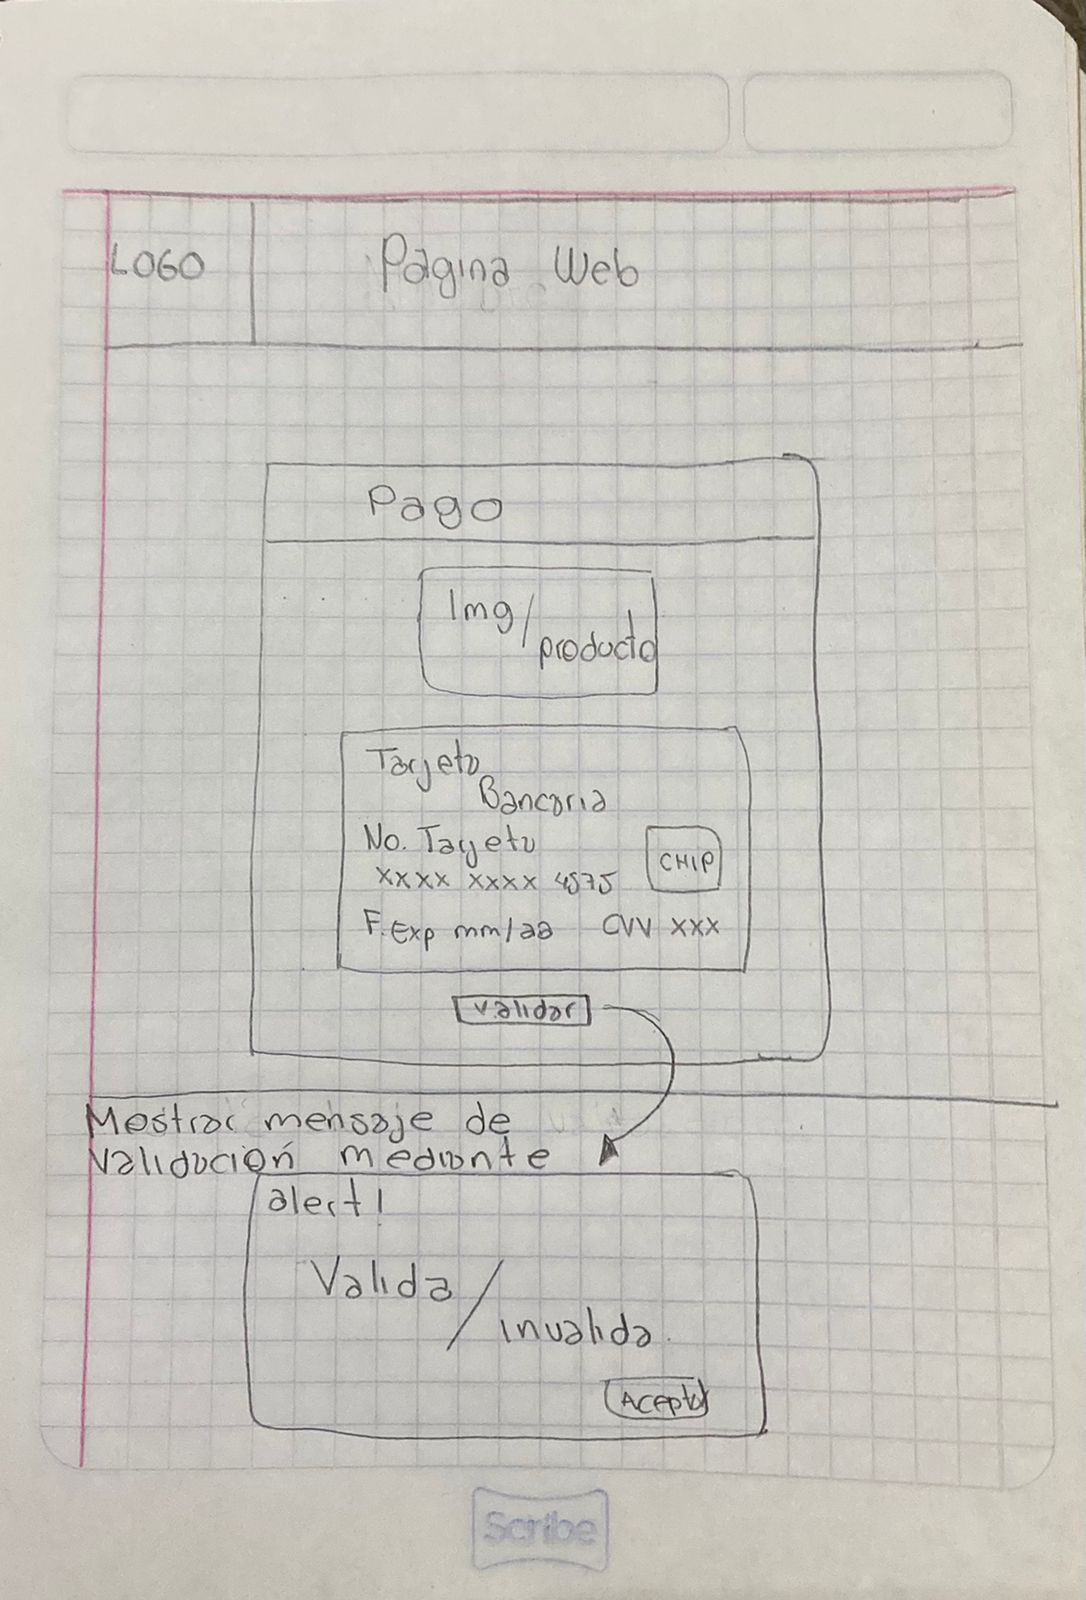 LOGO
Página Web
Pago
Img/
producto
Tarjeta
Bancaria
No. Tarjeta
CHIP
xxxx xxxx 4575
F. Exp mm/aa CVV xxx
validar
Mostrar mensaje de
validación mediante
alert!
Valida/
invalida.
Aceptar
Scribe